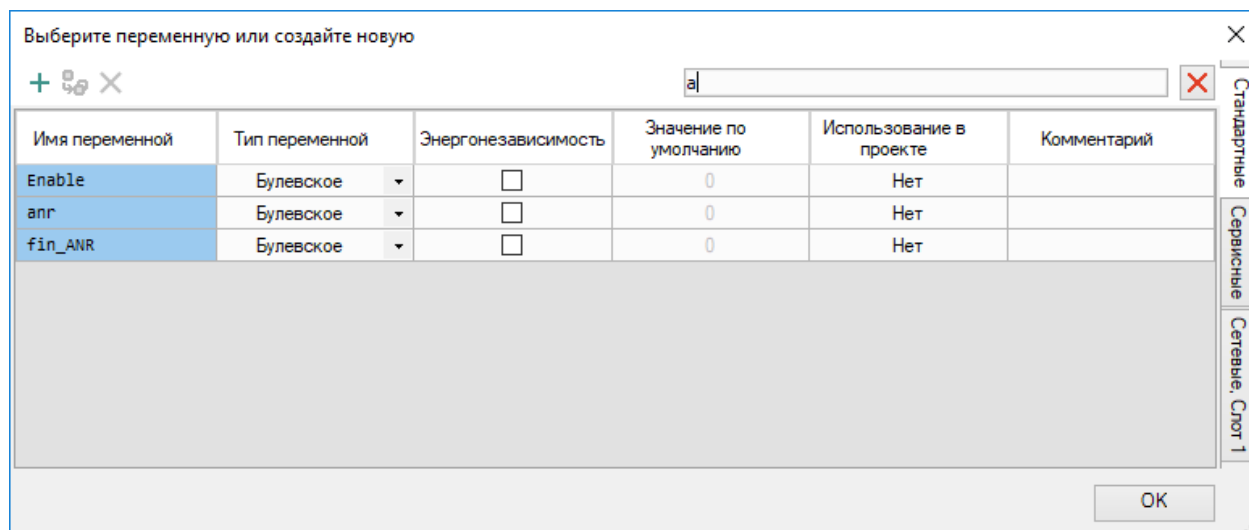 Выберите переменную или создайте новую
a
Имя переменной
Тип переменной
Энергонезависимость
Значение по
умолчанию
Использование в
проекте
Комментарий
Enable Булевское 0 Нет
anr Булевское 0 Нет
fin_ANR Булевское 0 Нет
Стандартные
Сервисные
Сетевые, Слот 1
OK